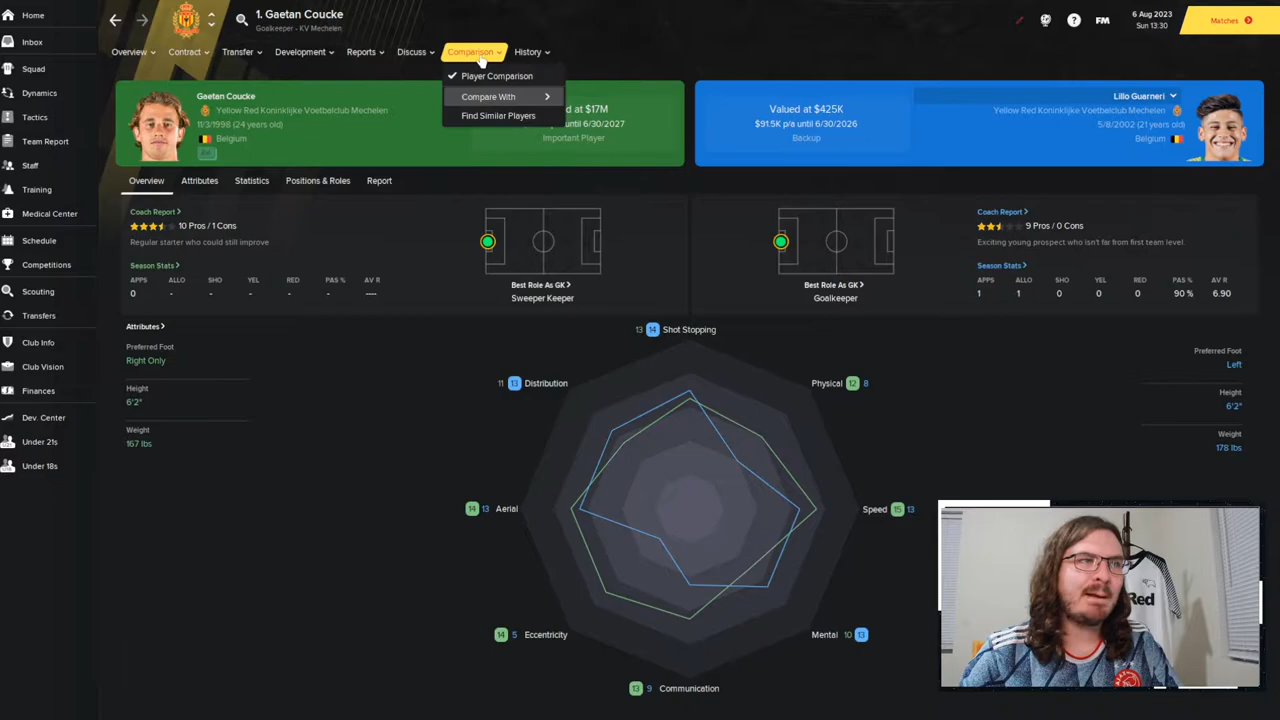 Home
1. Gaetan Coucke
Goalkeeper - KV Mechelen
FM
6 Aug 2023
Sun 13:30
Matches
Inbox
Overview
Contract
Transfer
Development
Reports
Discuss
Comparison
History
Squad
Player Comparison
Dynamics
Compare With
Find Similar Players
Gaetan Coucke
Yellow Red Koninklijke Voetbalclub Mechelen
11/3/1998 (24 years old)
Belgium
d at $17M
until 6/30/2027
Important Player
Valued at $425K
$91.5K p/a until 6/30/2026
Backup
Lillo Guarneri
Yellow Red Koninklijke Voetbalclub Mechelen
5/8/2002 (21 years old)
Belgium
Tactics
Team Report
Staff
Training
Medical Center
Schedule
Competitions
Scouting
Transfers
Club Info
Club Vision
Finances
Dev. Center
Under 21s
Under 18s
Overview
Attributes
Statistics
Positions & Roles
Report
Coach Report
10 Pros / 1 Cons
Regular starter who could still improve
Season Stats
APPS ALLO SHO YEL RED PAS % AV R
0 - - - - - ----
Best Role As GK
Sweeper Keeper
Best Role As GK
Goalkeeper
Coach Report
9 Pros / 0 Cons
Exciting young prospect who isn't far from first team level.
Season Stats
APPS ALLO SHO YEL RED PAS % AV R
1 1 0 0 0 90 % 6.90
Attributes
Preferred Foot
Right Only
Height
6'2"
Weight
167 lbs
13 14 Shot Stopping
11 13 Distribution
Physical 12 8
14 13 Aerial
Speed 15 13
14 5 Eccentricity
Mental 10 13
13 9 Communication
Preferred Foot
Left
Height
6'2"
Weight
178 lbs